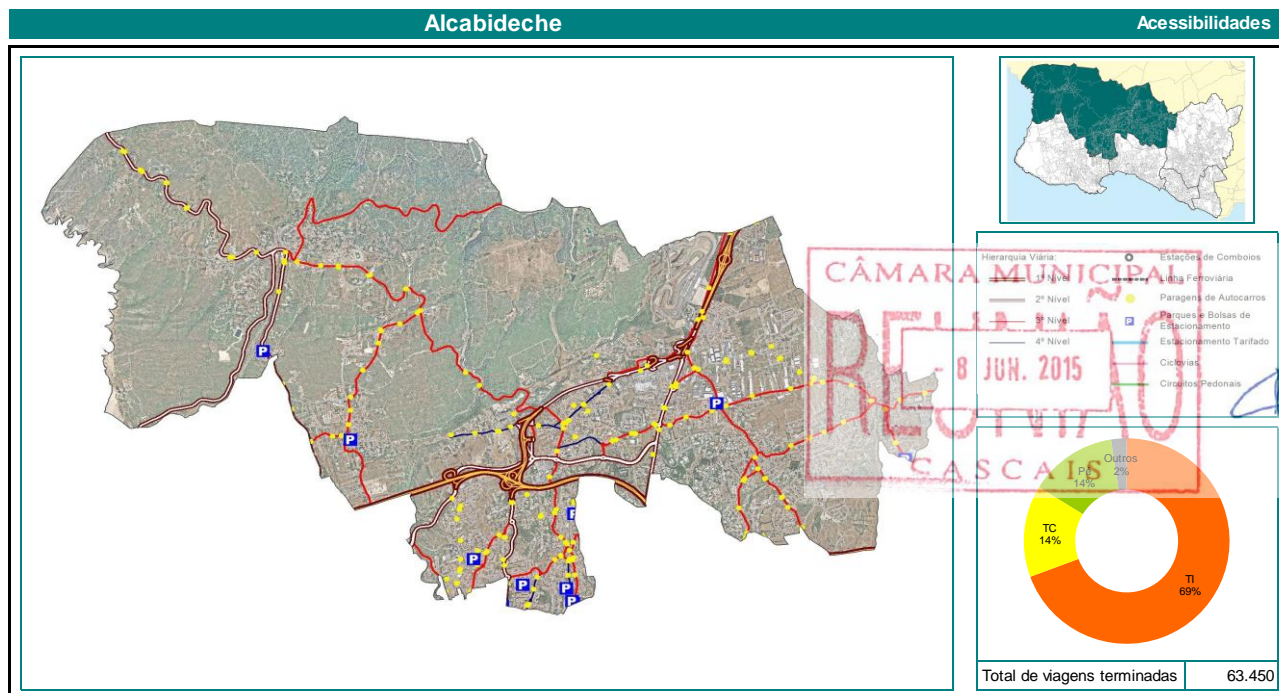 Alcabideche
Acessibilidades
Hierarquia Viária:
1º Nível
2º Nível
3º Nível
4º Nível
Estações de Comboios
Linha Ferroviária
Paragens de Autocarros
Parques e Bolsas de
Estacionamento
Estacionamento Tarifado
Ciclovias
Circuitos Pedonais
CÂMARA MUNICIPAL
REUNIÃO
- 8 JUN. 2015
CASCAIS
P
P
P
P
P
P
P
P
P
Outros
2%
Pé
14%
TC
14%
TI
69%
Total de viagens terminadas
63.450